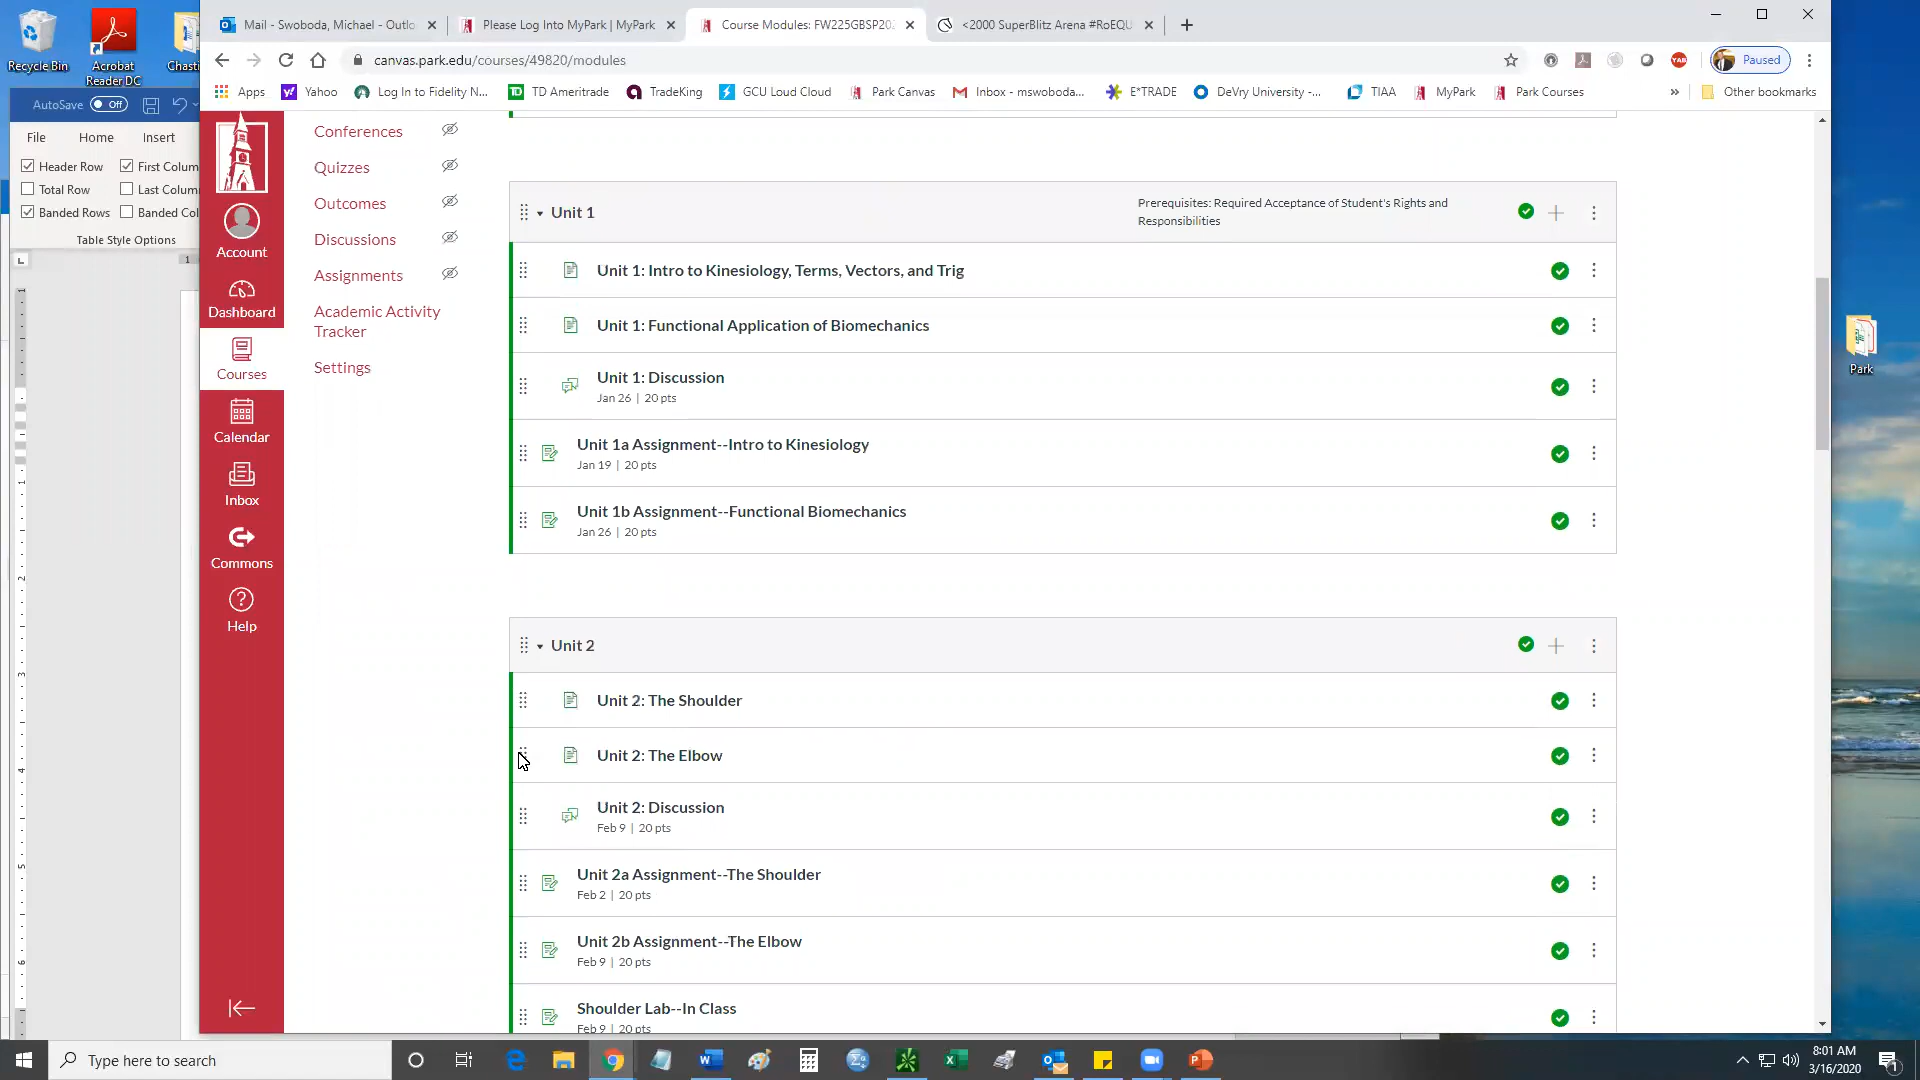 Mail - Swoboda, Michael - Outlo
Please Log Into MyPark | MyPark
Course Modules: FW225GBSP202
<2000 SuperBlitz Arena #RoEQU
canvas.park.edu/courses/49820/modules
Paused
Apps
Yahoo
Log In to Fidelity N...
TD Ameritrade
TradeKing
GCU Loud Cloud
Park Canvas
Inbox - mswoboda...
E*TRADE
DeVry University -...
TIAA
MyPark
Park Courses
»
Other bookmarks
Recycle Bin
Acrobat Reader DC
Chasti
AutoSave Off
File Home Insert
Header Row First Colum
Total Row Last Colum
Banded Rows Banded Col
Table Style Options
Account
Dashboard
Courses
Calendar
Inbox
Commons
Help
Conferences
Quizzes
Outcomes
Discussions
Assignments
Academic Activity
Tracker
Settings
Unit 1
Prerequisites: Required Acceptance of Student's Rights and
Responsibilities
Unit 1: Intro to Kinesiology, Terms, Vectors, and Trig
Unit 1: Functional Application of Biomechanics
Unit 1: Discussion
Jan 26 | 20 pts
Unit 1a Assignment--Intro to Kinesiology
Jan 19 | 20 pts
Unit 1b Assignment--Functional Biomechanics
Jan 26 | 20 pts
Unit 2
Unit 2: The Shoulder
Unit 2: The Elbow
Unit 2: Discussion
Feb 9 | 20 pts
Unit 2a Assignment--The Shoulder
Feb 2 | 20 pts
Unit 2b Assignment--The Elbow
Feb 9 | 20 pts
Shoulder Lab--In Class
Feb 9 | 20 pts
Park
Type here to search
8:01 AM
3/16/2020